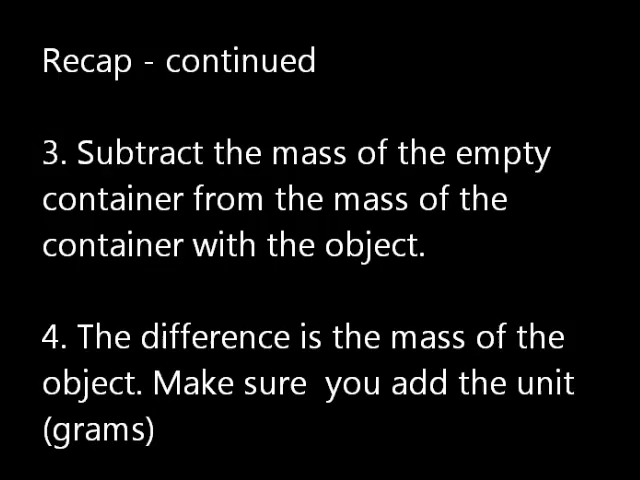 Recap - continued
3. Subtract the mass of the empty
container from the mass of the
container with the object.
4. The difference is the mass of the
object. Make sure  you add the unit
(grams)